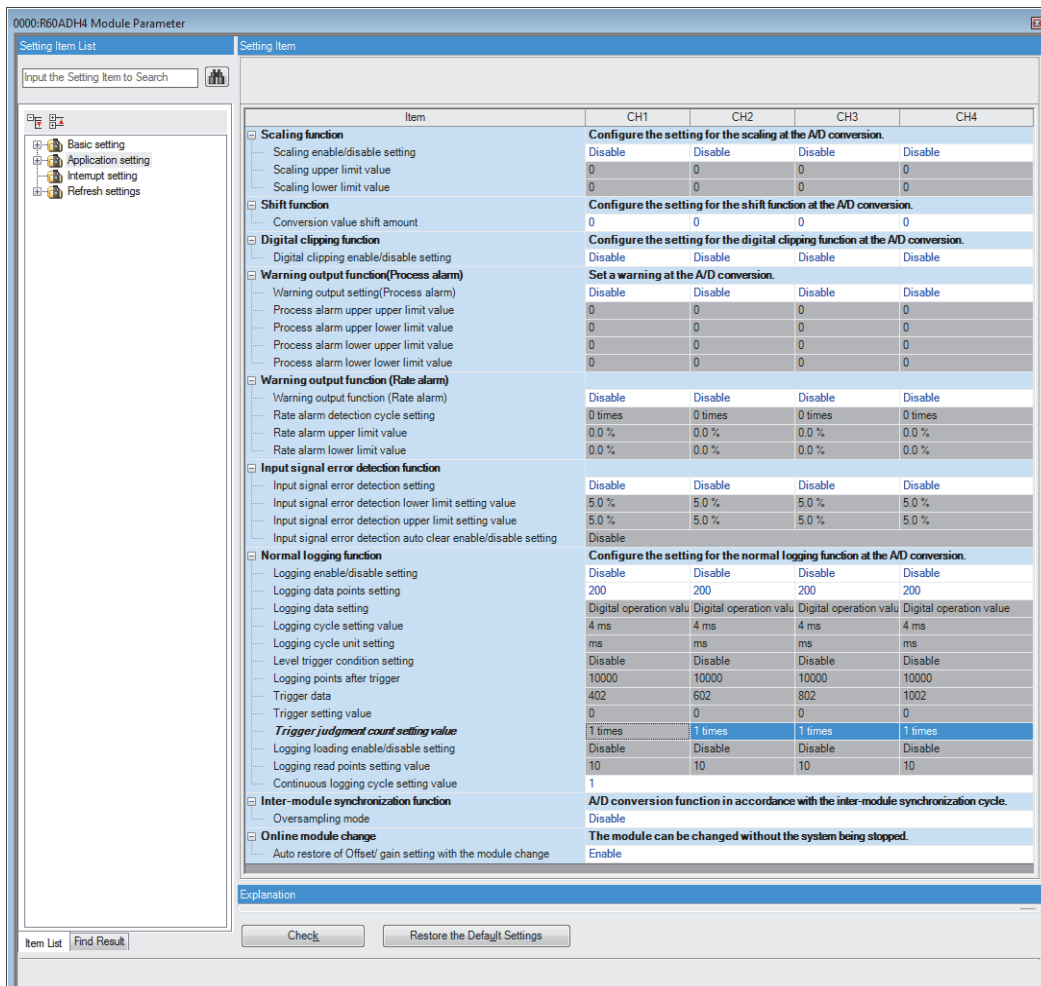 0000:R60ADH4 Module Parameter
Setting Item List
Setting Item
Input the Setting Item to Search
Basic setting
Application setting
Interrupt setting
Refresh settings
Item CH1 CH2 CH3 CH4
Scaling function Configure the setting for the scaling at the A/D conversion.
Scaling enable/disable setting Disable Disable Disable Disable
Scaling upper limit value 0 0 0 0
Scaling lower limit value 0 0 0 0
Shift function Configure the setting for the shift function at the A/D conversion.
Conversion value shift amount 0 0 0 0
Digital clipping function Configure the setting for the digital clipping function at the A/D conversion.
Digital clipping enable/disable setting Disable Disable Disable Disable
Warning output function(Process alarm) Set a warning at the A/D conversion.
Warning output setting(Process alarm) Disable Disable Disable Disable
Process alarm upper upper limit value 0 0 0 0
Process alarm upper lower limit value 0 0 0 0
Process alarm lower upper limit value 0 0 0 0
Process alarm lower lower limit value 0 0 0 0
Warning output function (Rate alarm)
Warning output function (Rate alarm) Disable Disable Disable Disable
Rate alarm detection cycle setting 0 times 0 times 0 times 0 times
Rate alarm upper limit value 0.0 % 0.0 % 0.0 % 0.0 %
Rate alarm lower limit value 0.0 % 0.0 % 0.0 % 0.0 %
Input signal error detection function
Input signal error detection setting Disable Disable Disable Disable
Input signal error detection lower limit setting value 5.0 % 5.0 % 5.0 % 5.0 %
Input signal error detection upper limit setting value 5.0 % 5.0 % 5.0 % 5.0 %
Input signal error detection auto clear enable/disable setting Disable
Normal logging function Configure the setting for the normal logging function at the A/D conversion.
Logging enable/disable setting Disable Disable Disable Disable
Logging data points setting 200 200 200 200
Logging data setting Digital operation valu Digital operation valu Digital operation valu Digital operation value
Logging cycle setting value 4 ms 4 ms 4 ms 4 ms
Logging cycle unit setting ms ms ms ms
Level trigger condition setting Disable Disable Disable Disable
Logging points after trigger 10000 10000 10000 10000
Trigger data 402 602 802 1002
Trigger setting value 0 0 0 0
Trigger judgment count setting value 1 times 1 times 1 times 1 times
Logging loading enable/disable setting Disable Disable Disable Disable
Logging read points setting value 10 10 10 10
Continuous logging cycle setting value 1
Inter-module synchronization function A/D conversion function in accordance with the inter-module synchronization cycle.
Oversampling mode Disable
Online module change The module can be changed without the system being stopped.
Auto restore of Offset/ gain setting with the module change Enable
Explanation
Check Restore the Default Settings
Item List Find Result